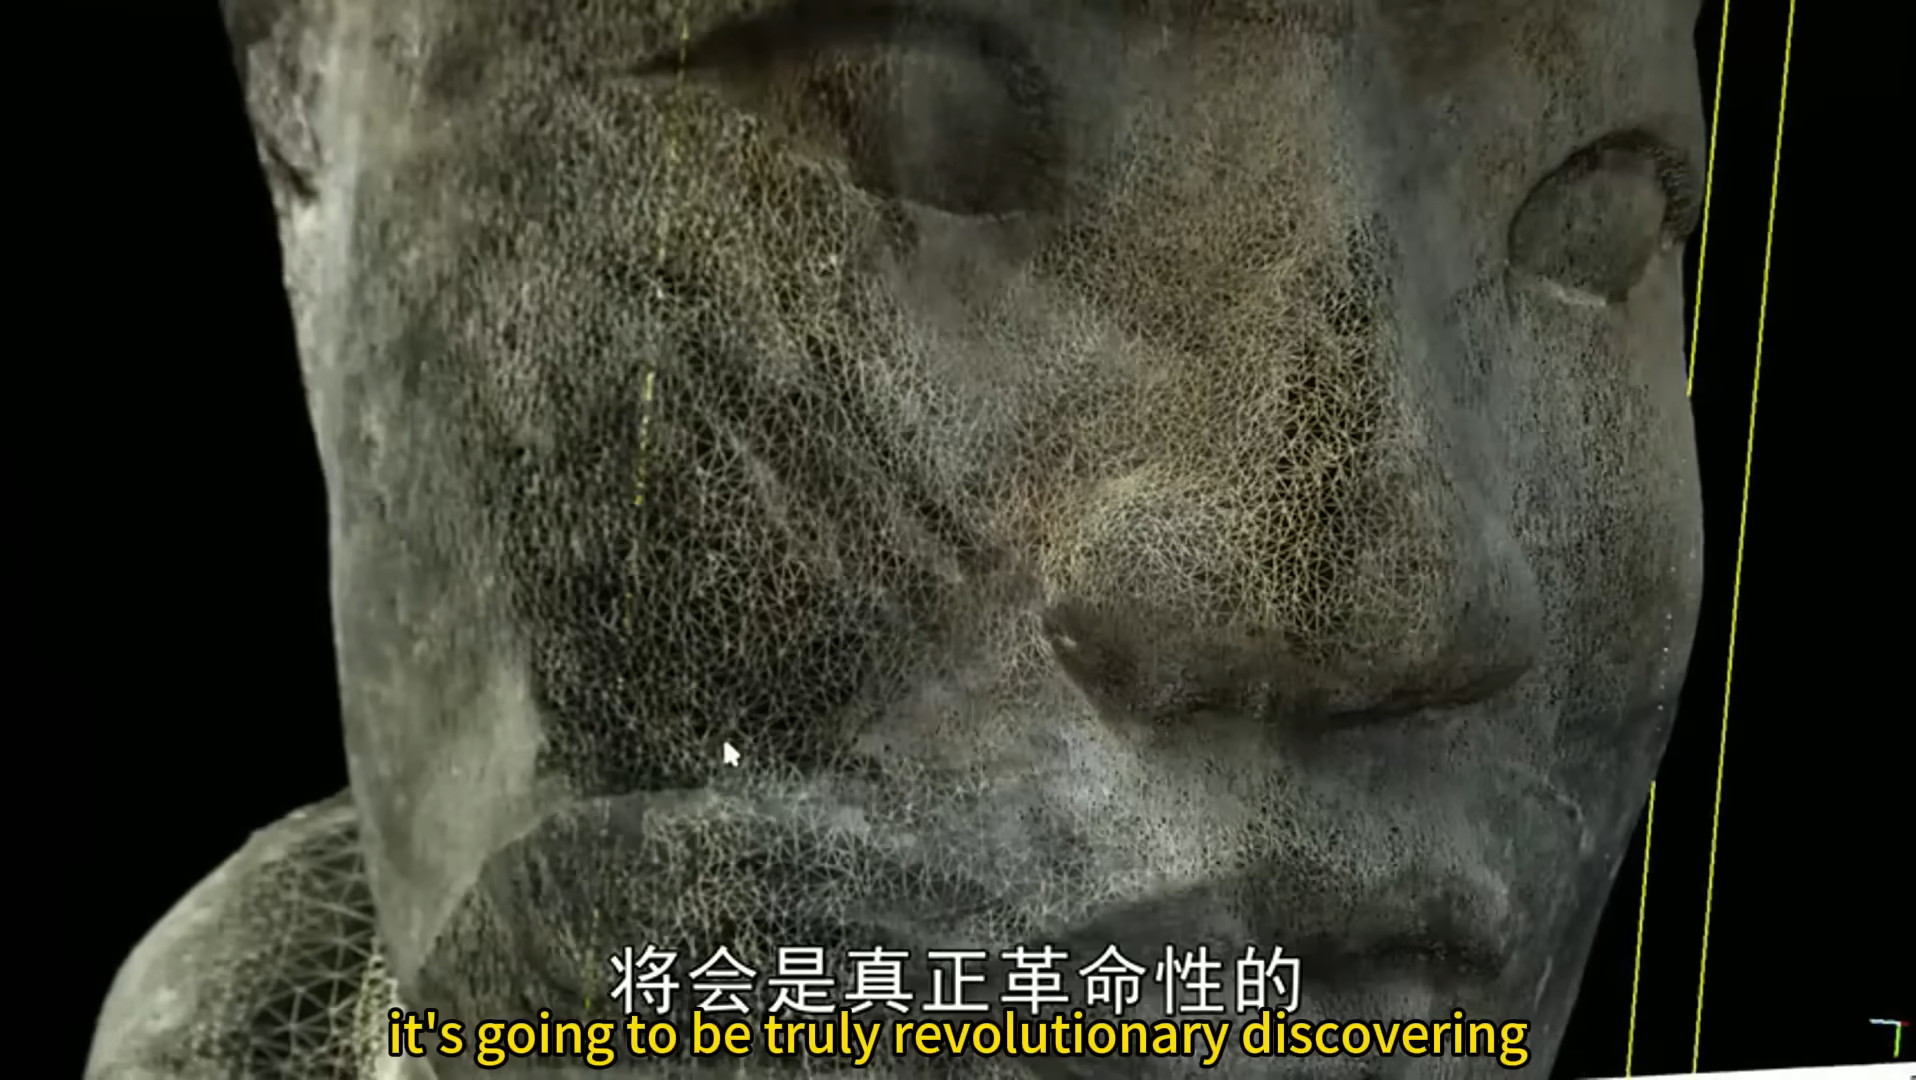 将会是真正革命性的
it's going to be truly revolutionary discovering